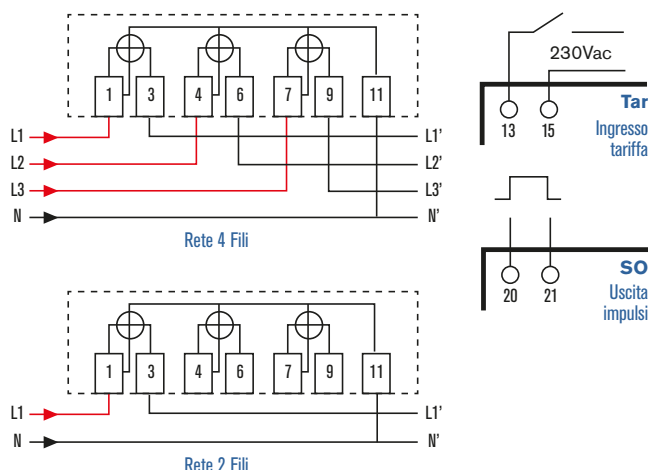 1 3 4 6 7 9 11
L1 L1'
L2 L2'
L3 L3'
N N'
Rete 4 Fili
230Vac
Tar
13 15
Ingresso
tariffa
SO
20 21
Uscita
impulsi
1 3 4 6 7 9 11
L1 L1'
N N'
Rete 2 Fili